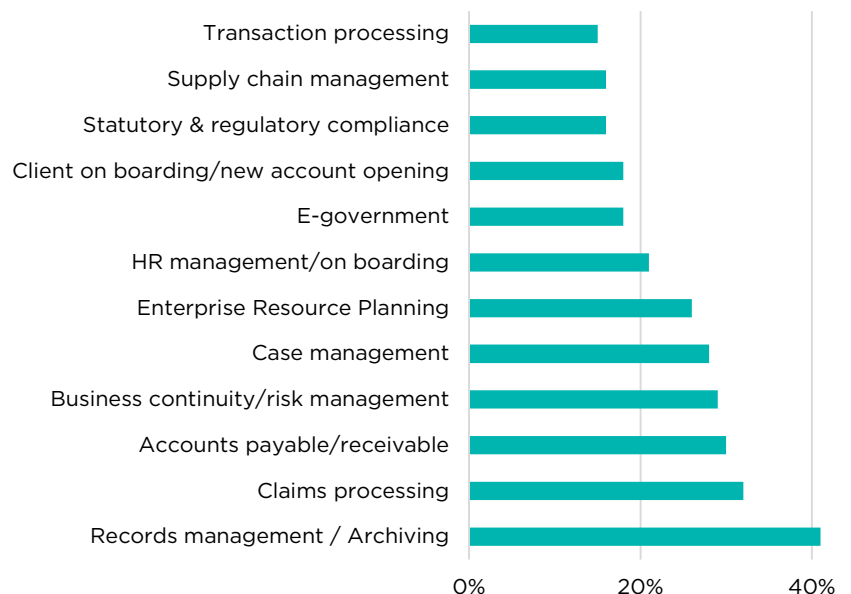 Transaction processing
Supply chain management
Statutory & regulatory compliance
Client on boarding/new account opening
E-government
HR management/on boarding
Enterprise Resource Planning
Case management
Business continuity/risk management
Accounts payable/receivable
Claims processing
Records management / Archiving
0% 20% 40%